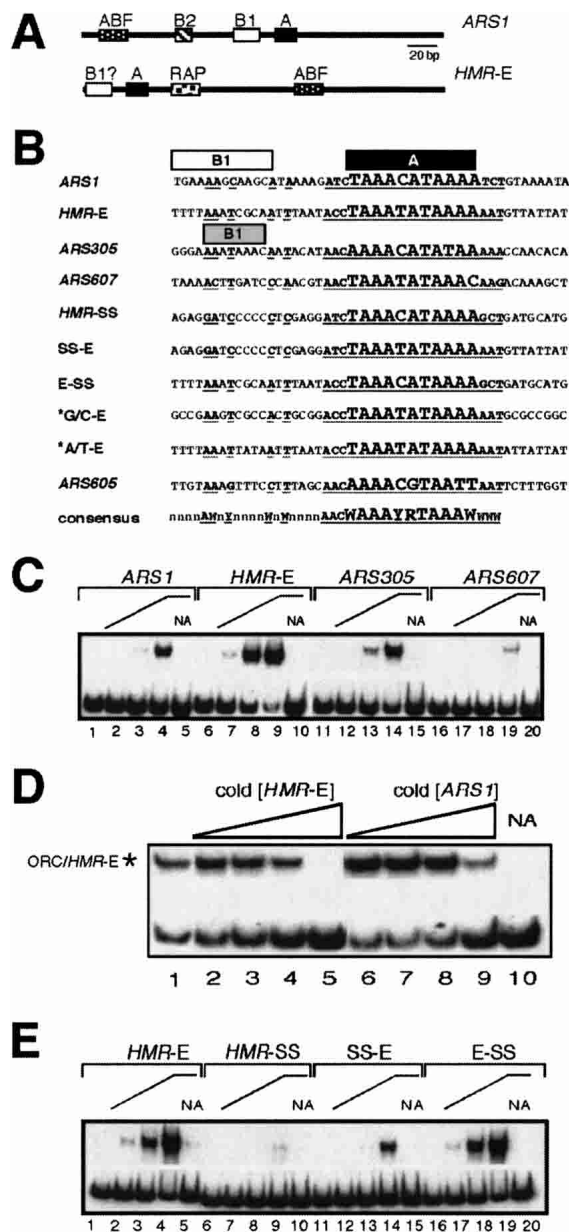 A
ABF B2 B1 A ARS1
20 bp
B1? A RAP ABF HMR-E
B
B1 A
ARS1 TGAAAAGCAAGCATAAAAGATCTAAACATAAAATCTGTAAAATA
HMR-E TTTTAAATCGCAATTTAATACCTAAATATAAAAAATGTTATTAT
B1
ARS305 GGGAAAATAAACAATACATAACAAAACATATAAAAACCAACACA
ARS607 TAAAACTTGATCCCAACGTAACTAAATATAAACAAGACAAAGCT
HMR-SS AGAGGATCCCCCCCTCGAGGATCTAAACATAAAAGCTGATGCATG
SS-E AGAGGATCCCCCCTCGAGGATCTAAATATAAAAAATGTTATTAT
E-SS TTTTAAATCGCAATTTAATACCTAAACATAAAAGCTGATGCATG
*G/C-E GCCGAAGTCGCCACTGCGGACCTAAATATAAAAAATGCGCCGGC
*A/T-E TTTTAAATTATAATTTAATACCTAAATATAAAAAATATTATTAT
ARS605 TTGTAAAGTTTCCTTAGCAACAAAACGTAATTAATTCTTTGGT
consensus nnnnAWnYnnnnWnWnnnnAACWAAAYRTAAAWWWW
C
ARS1 HMR-E ARS305 ARS607
NA NA NA NA
1 2 3 4 5 6 7 8 9 10 11 12 13 14 15 16 17 18 19 20
D
cold [HMR-E] cold [ARS1] NA
ORC/HMR-E *
1 2 3 4 5 6 7 8 9 10
E
HMR-E HMR-SS SS-E E-SS
NA NA NA NA
1 2 3 4 5 6 7 8 9 10 11 12 13 14 15 16 17 18 19 20